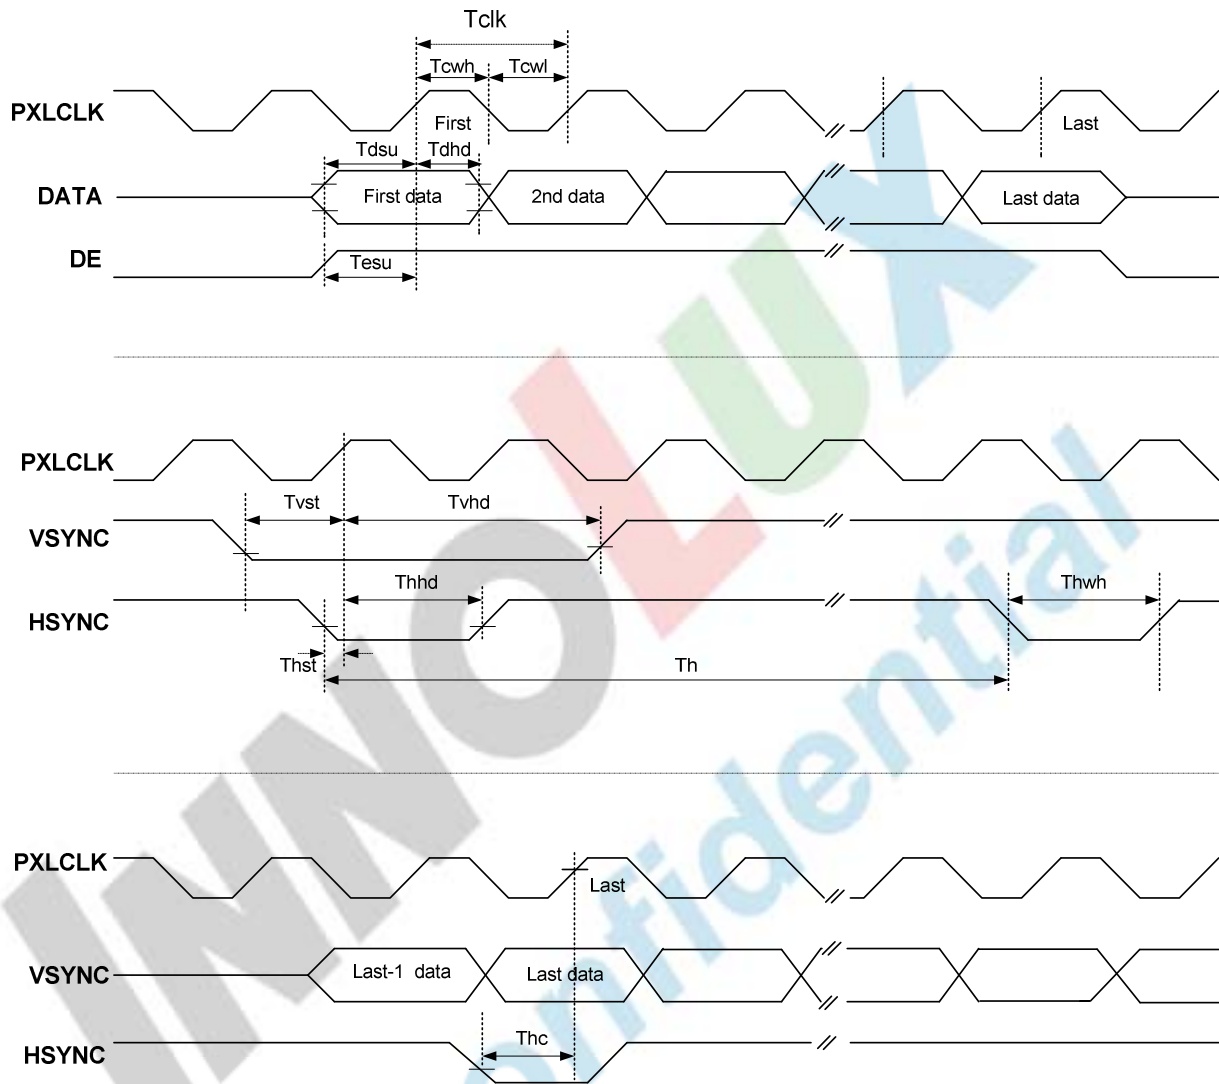 Tclk
Tcwh Tcwl
PXLCLK
First
Last
Tdsu Tdhd
DATA
First data
2nd data
Last data
DE
Tesu
PXLCLK
Tvst
Tvhd
VSYNC
Thhd
Thwh
HSYNC
Thst
Th
PXLCLK
Last
VSYNC
Last-1 data
Last data
Thc
HSYNC
INNOLUX
onfidential